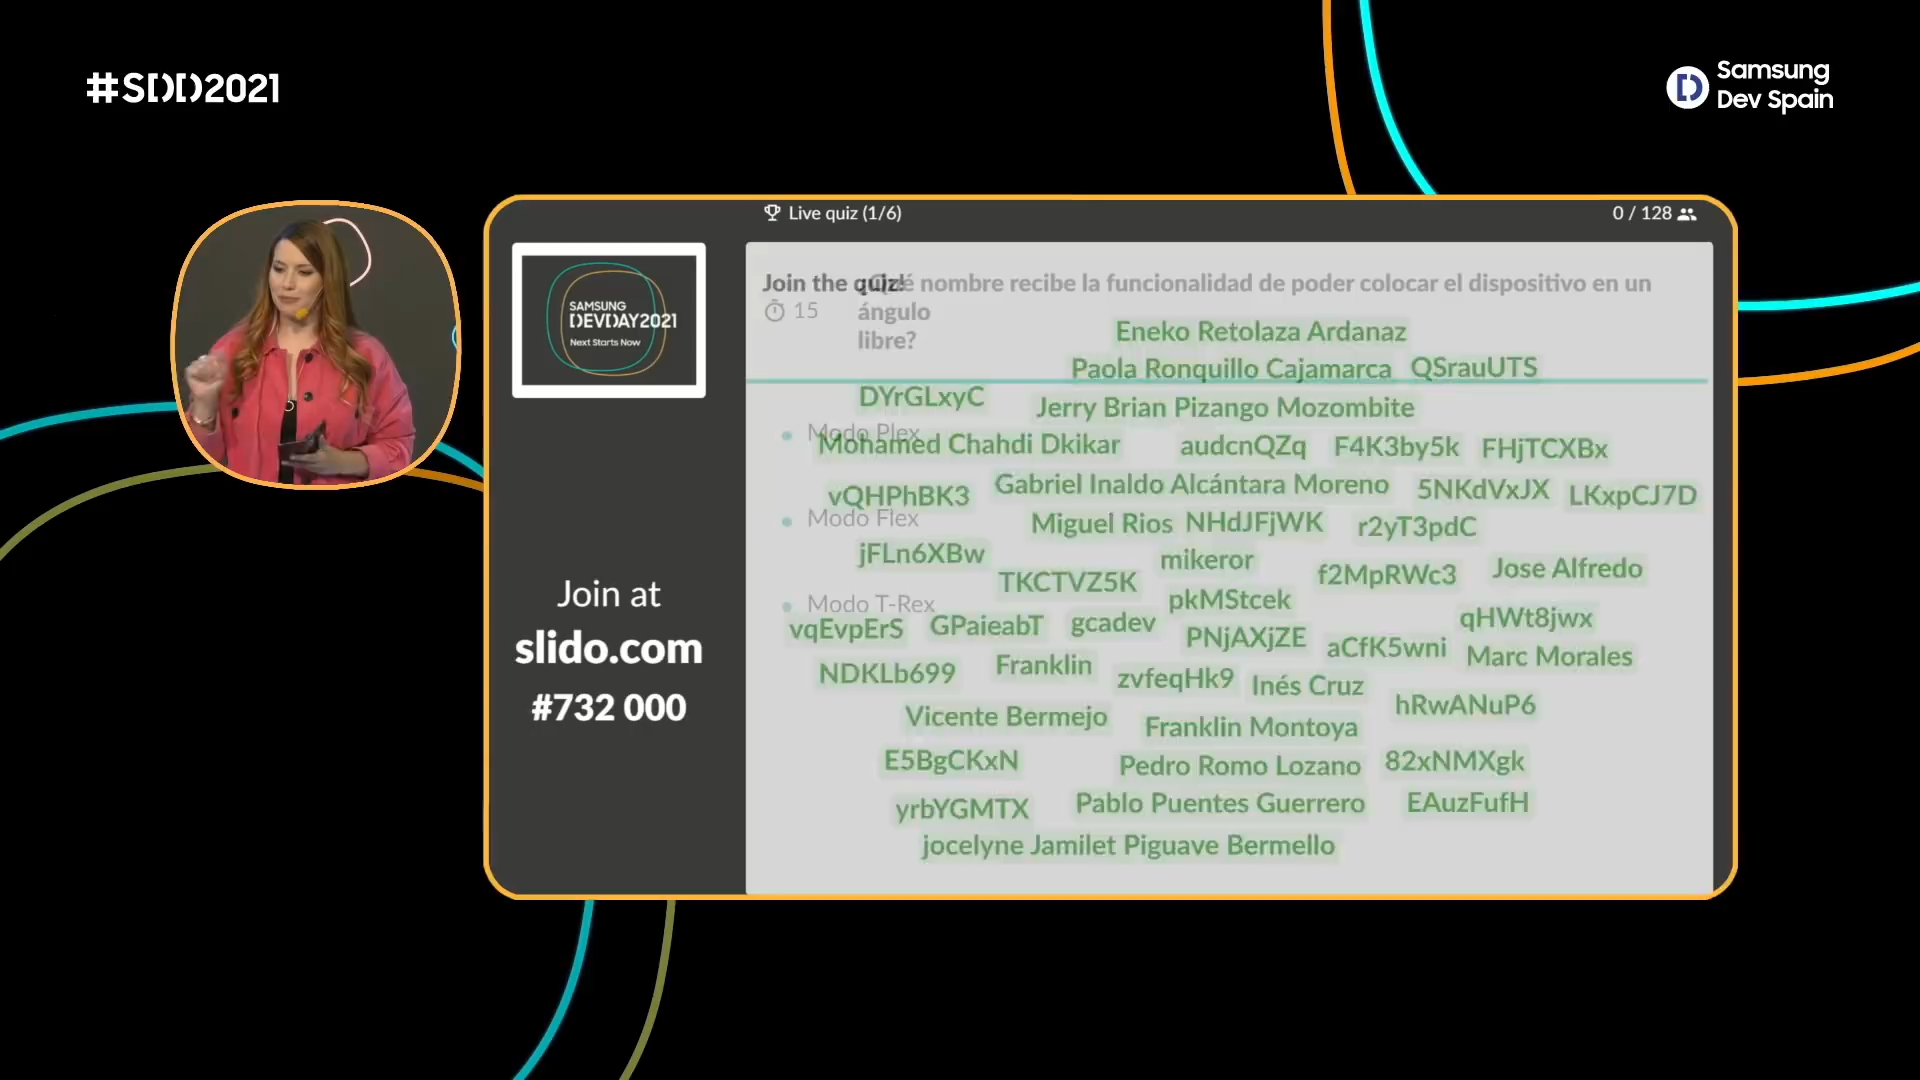 #SDD2021
Samsung
Dev Spain
Live quiz (1/6)
0 / 128
SAMSUNG
DEVDAY2021
Next Starts Now
Join at
slido.com
#732 000
Join the quiz!
nombre recibe la funcionalidad de poder colocar el dispositivo en un
15
ángulo
libre?
Eneko Retolaza Ardanaz
Paola Ronquillo Cajamarca QSrauUTS
DYrGLxyC Jerry Brian Pizango Mozombite
Modo Plex
Mohamed Chahdi Dkikar audcnQZq F4K3by5k FHjTCXBx
vQHPhBK3 Gabriel Inaldo Alcántara Moreno 5NKdVxJX LKxpCJ7D
Modo Flex Miguel Rios NHdJFjWK r2yT3pdC
jFLn6XBw mikeror Jose Alfredo
TKCTVZ5K f2MpRWc3
Modo T-Rex pkMStcek qHWt8jwx
vqEvpErS GPaieabT gcadev PNjAXjZE aCfK5wni Marc Morales
NDKLb699 Franklin zvfeqHk9 Inés Cruz
Vicente Bermejo Franklin Montoya hRwANuP6
E5BgCKxN Pedro Romo Lozano 82xNMXgk
yrbYGMTX Pablo Puentes Guerrero EAuzFufH
jocelyne Jamilet Piguave Bermello